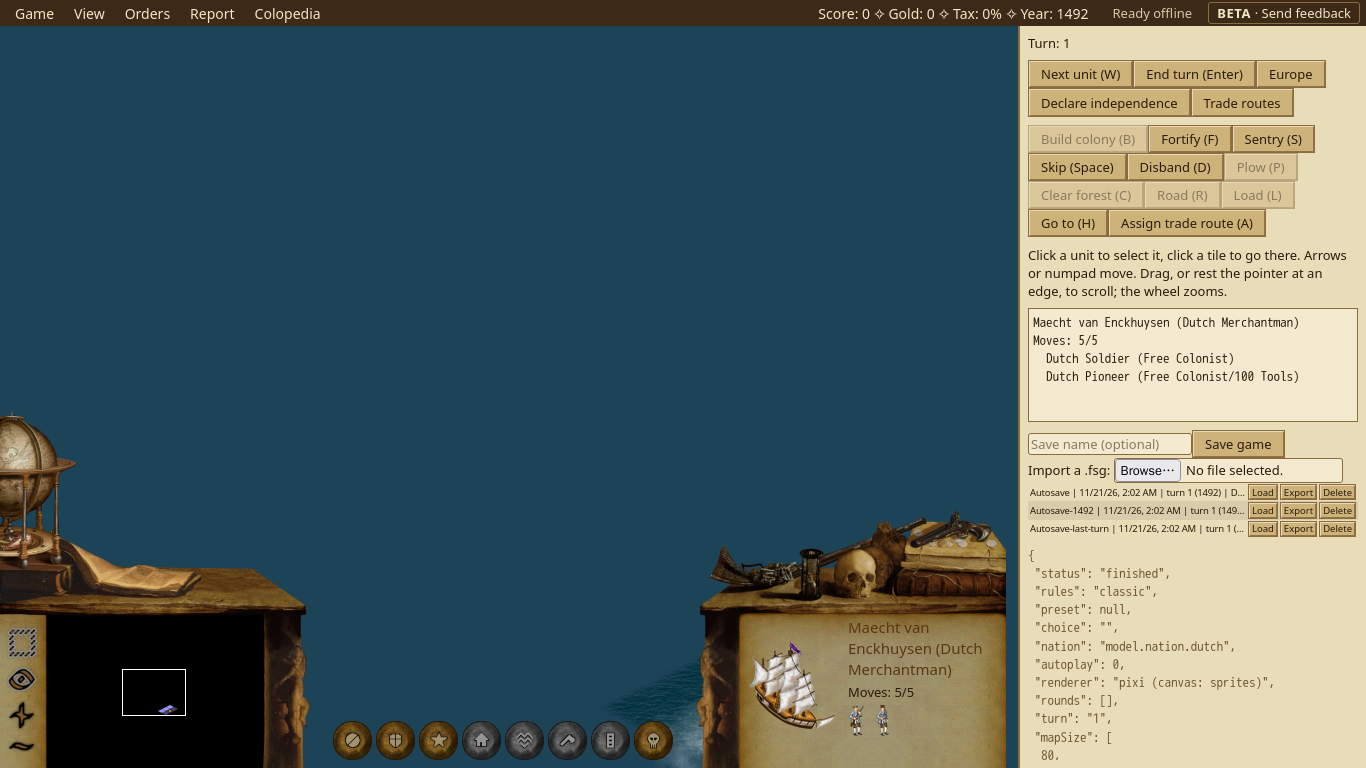 Game View Orders Report Colopedia Score: 0 ✧ Gold: 0 ✧ Tax: 0% ✧ Year: 1492 Ready offline BETA · Send feedback
Turn: 1
Next unit (W) End turn (Enter) Europe
Declare independence Trade routes
Build colony (B) Fortify (F) Sentry (S)
Skip (Space) Disband (D) Plow (P)
Clear forest (C) Road (R) Load (L)
Go to (H) Assign trade route (A)
Click a unit to select it, click a tile to go there. Arrows
or numpad move. Drag, or rest the pointer at an
edge, to scroll; the wheel zooms.
Maecht van Enckhuysen (Dutch Merchantman)
Moves: 5/5
Dutch Soldier (Free Colonist)
Dutch Pioneer (Free Colonist/100 Tools)
Save name (optional) Save game
Import a .fsg: Browse... No file selected.
Autosave | 11/21/26, 2:02 AM | turn 1 (1492) | D... Load Export Delete
Autosave-1492 | 11/21/26, 2:02 AM | turn 1 (149... Load Export Delete
Autosave-last-turn | 11/21/26, 2:02 AM | turn 1 (... Load Export Delete
{
"status": "finished",
"rules": "classic",
"preset": null,
"choice": "",
"nation": "model.nation.dutch",
"autoplay": 0,
"renderer": "pixi (canvas: sprites)",
"rounds": [],
"turn": "1",
"mapSize": [
80,
Maecht van
Enckhuysen (Dutch
Merchantman)
Moves: 5/5